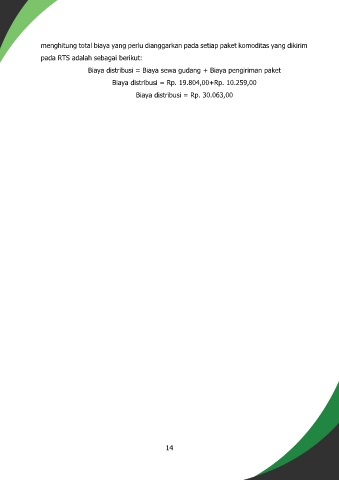 menghitung total biaya yang perlu dianggarkan pada setiap paket komoditas yang dikirim
pada RTS adalah sebagai berikut:
Biaya distribusi = Biaya sewa gudang + Biaya pengiriman paket
Biaya distribusi = Rp. 19.804,00+Rp. 10.259,00
Biaya distribusi = Rp. 30.063,00
14